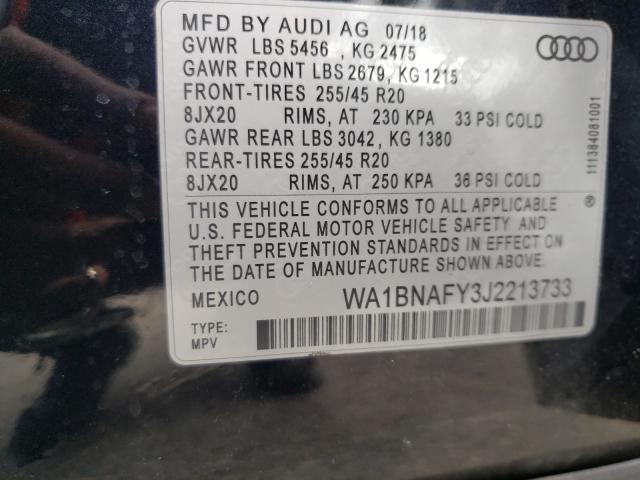 MFD BY AUDI AG 07/18
GVWR LBS 5456 , KG 2475
GAWR FRONT LBS 2679, KG 1215
FRONT-TIRES 255/45 R20
8JX20 RIMS, AT 230 KPA 33 PSI COLD
GAWR REAR LBS 3042, KG 1380
REAR-TIRES 255/45 R20
8JX20 RIMS, AT 250 KPA 36 PSI COLD
THIS VEHICLE CONFORMS TO ALL APPLICABLE
U.S. FEDERAL MOTOR VEHICLE SAFETY AND
THEFT PREVENTION STANDARDS IN EFFECT ON
THE DATE OF MANUFACTURE SHOWN ABOVE.
MEXICO WA1BNAFY3J2213733
TYPE:
MPV
111384081001
®